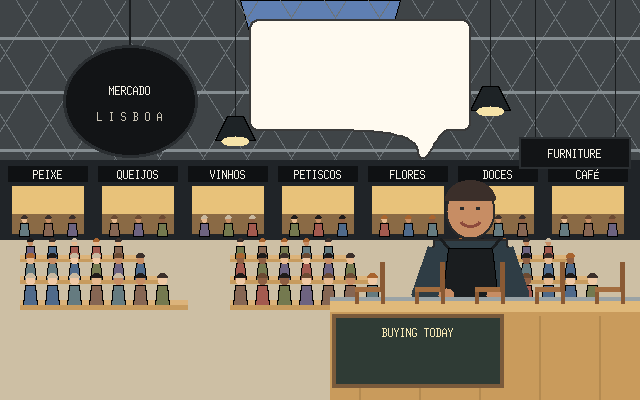 MERCADO
LISBOA
FURNITURE
PEIXE
QUEIJOS
VINHOS
PETISCOS
FLORES
DOCES
CAFÉ
BUYING TODAY